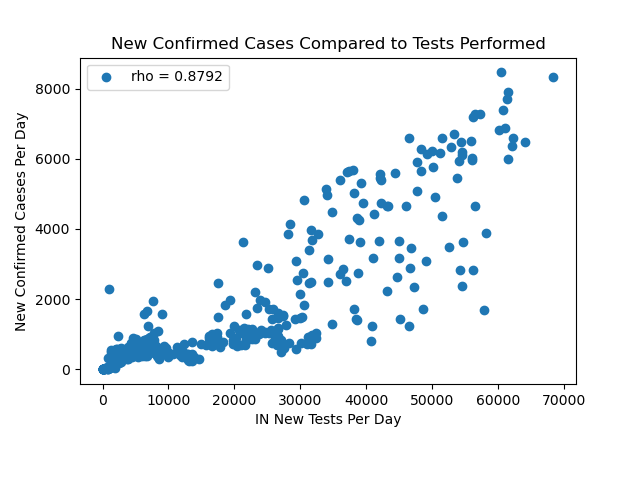 New Confirmed Cases Compared to Tests Performed
rho = 0.8792
8000
6000
4000
2000
0
New Confirmed Caeses Per Day
0 10000 20000 30000 40000 50000 60000 70000
IN New Tests Per Day